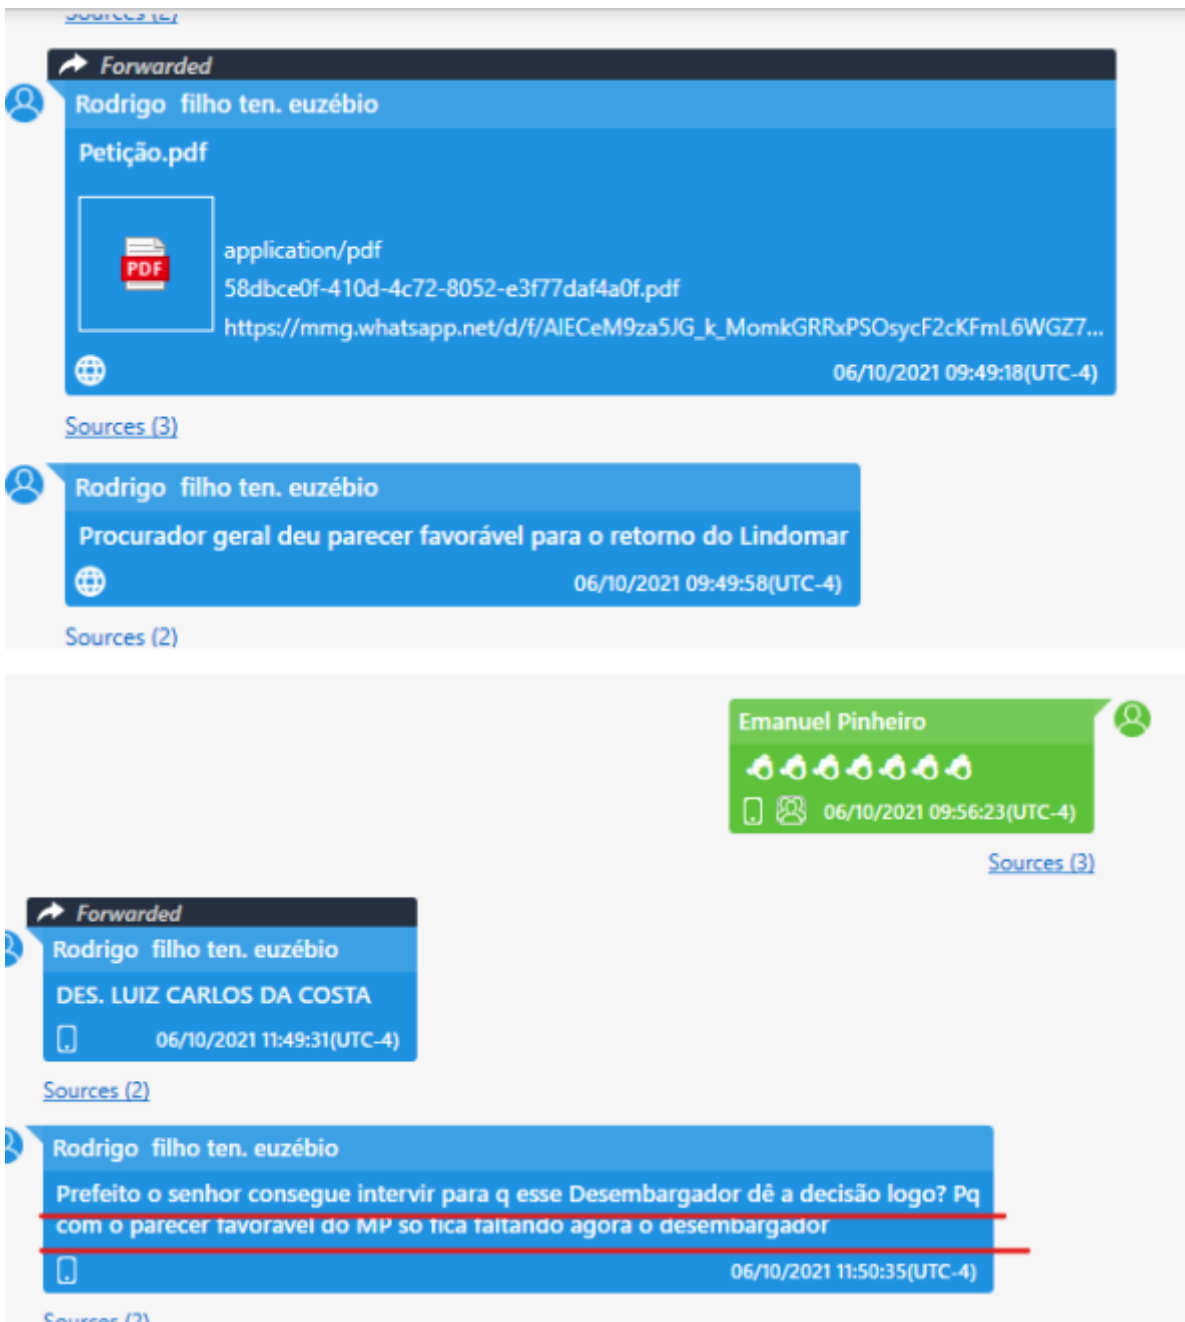 Sources (2)
Forwarded
Rodrigo filho ten. euzébio
Petição.pdf
PDF
application/pdf
58dbce0f-410d-4c72-8052-e3f77daf4a0f.pdf
https://mmg.whatsapp.net/d/f/AlECeM9za5JG_k_MomkGRRxPSOsycF2cKFmL6WGZ7...
06/10/2021 09:49:18(UTC-4)
Sources (3)
Rodrigo filho ten. euzébio
Procurador geral deu parecer favorável para o retorno do Lindomar
06/10/2021 09:49:58(UTC-4)
Sources (2)
Emanuel Pinheiro
👏👏👏👏👏👏👏
06/10/2021 09:56:23(UTC-4)
Sources (3)
Forwarded
Rodrigo filho ten. euzébio
DES. LUIZ CARLOS DA COSTA
06/10/2021 11:49:31(UTC-4)
Sources (2)
Rodrigo filho ten. euzébio
Prefeito o senhor consegue intervir para q esse Desembargador dê a decisão logo? Pq
com o parecer favorável do MP só fica faltando agora o desembargador
06/10/2021 11:50:35(UTC-4)
Sources (2)